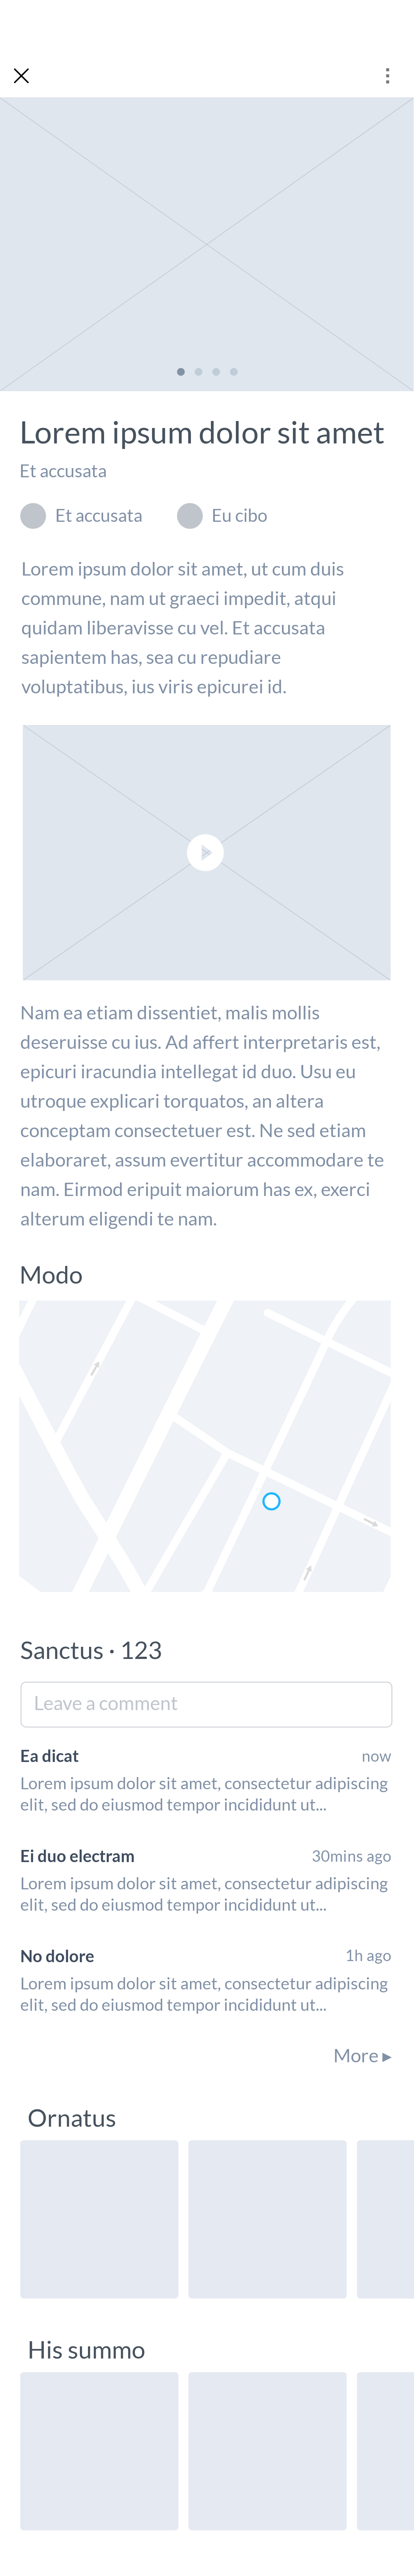 Lorem ipsum dolor sit amet
Et accusata
Et accusata
Eu cibo
Lorem ipsum dolor sit amet, ut cum duis
commune, nam ut graeci impedit, atqui
quidam liberavisse cu vel. Et accusata
sapientem has, sea cu repudiare
voluptatibus, ius viris epicurei id.
Nam ea etiam dissentiet, malis mollis
deseruisse cu ius. Ad affert interpretaris est,
epicuri iracundia intellegat id duo. Usu eu
utroque explicari torquatos, an altera
conceptam consectetuer est. Ne sed etiam
elaboraret, assum evertitur accommodare te
nam. Eirmod eripuit maiorum has ex, exerci
alterum eligendi te nam.
Modo
Sanctus · 123
Leave a comment
Ea dicat now
Lorem ipsum dolor sit amet, consectetur adipiscing
elit, sed do eiusmod tempor incididunt ut...
Ei duo electram 30mins ago
Lorem ipsum dolor sit amet, consectetur adipiscing
elit, sed do eiusmod tempor incididunt ut...
No dolore 1h ago
Lorem ipsum dolor sit amet, consectetur adipiscing
elit, sed do eiusmod tempor incididunt ut...
More ▸
Ornatus
His summo